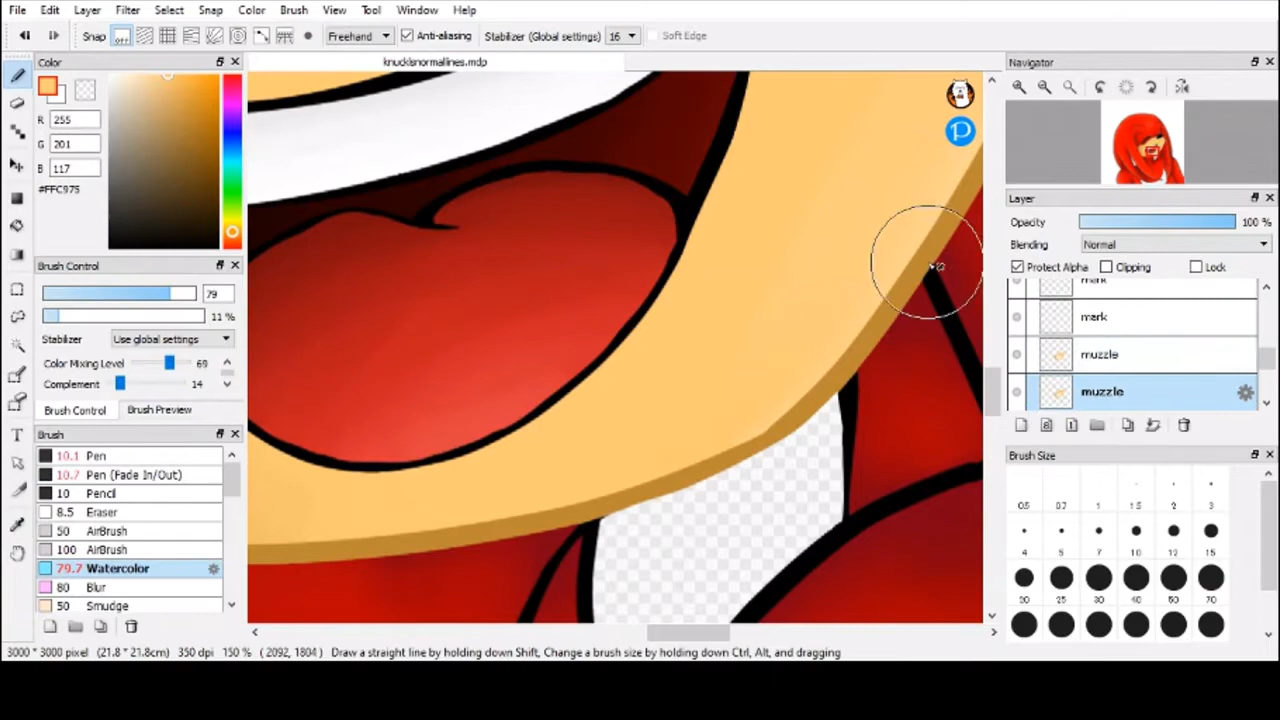 File Edit Layer Filter Select Snap Color Brush View Tool Window Help
Snap OFF Freehand Anti-aliasing Stabilizer (Global settings) 16 Soft Edge
Color
knuckisnormallines.mdp
Navigator
R 255
G 201
B 117
#FFC975
P
Layer
Opacity 100 %
Blending Normal
Protect Alpha Clipping Lock
mark
mark
muzzle
muzzle
Brush Control
79
11 %
Stabilizer Use global settings
Color Mixing Level 69
Complement 14
Brush Control Brush Preview
Brush
10.1 Pen
10.7 Pen (Fade In/Out)
10 Pencil
8.5 Eraser
50 AirBrush
100 AirBrush
79.7 Watercolor
80 Blur
50 Smudge
Brush Size
0.5 0.7 1 1.5 2 3
4 5 7 10 12 15
20 25 30 40 50 70
3000 * 3000 pixel (21.8 * 21.8cm) 350 dpi 150 % ( 2092, 1804 ) Draw a straight line by holding down Shift, Change a brush size by holding down Ctrl, Alt, and dragging